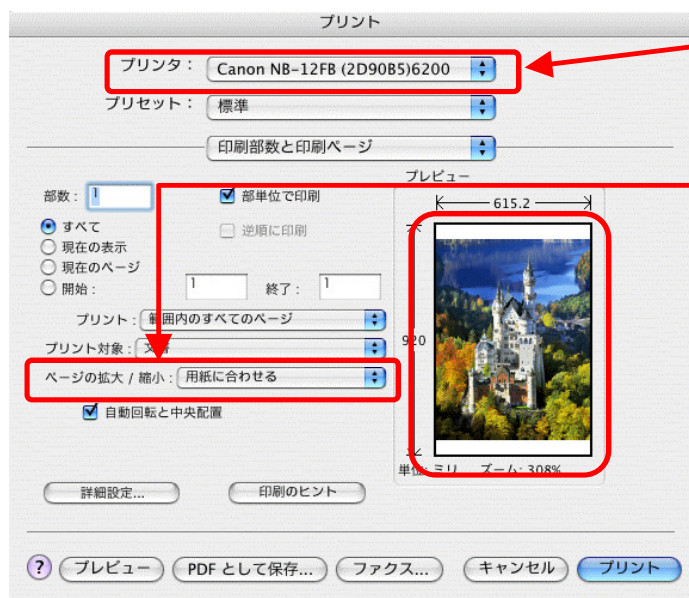 プリント
プリンタ： Canon NB-12FB (2D90B5)6200
プリセット： 標準
印刷部数と印刷ページ
プレビュー
部数： 1
部単位で印刷
615.2
すべて
逆順に印刷
現在の表示
現在のページ
開始： 1 終了： 1
プリント： 範囲内のすべてのページ
920
プリント対象： 文書
ページの拡大 / 縮小： 用紙に合わせる
自動回転と中央配置
単位: ミリ ズーム: 308%
詳細設定...
印刷のヒント
?
プレビュー
PDF として保存...
ファクス...
キャンセル
プリント